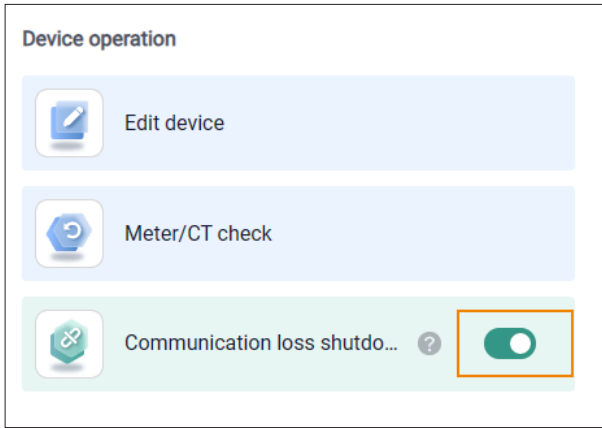 Device operation
Edit device
Meter/CT check
Communication loss shutdo... ?